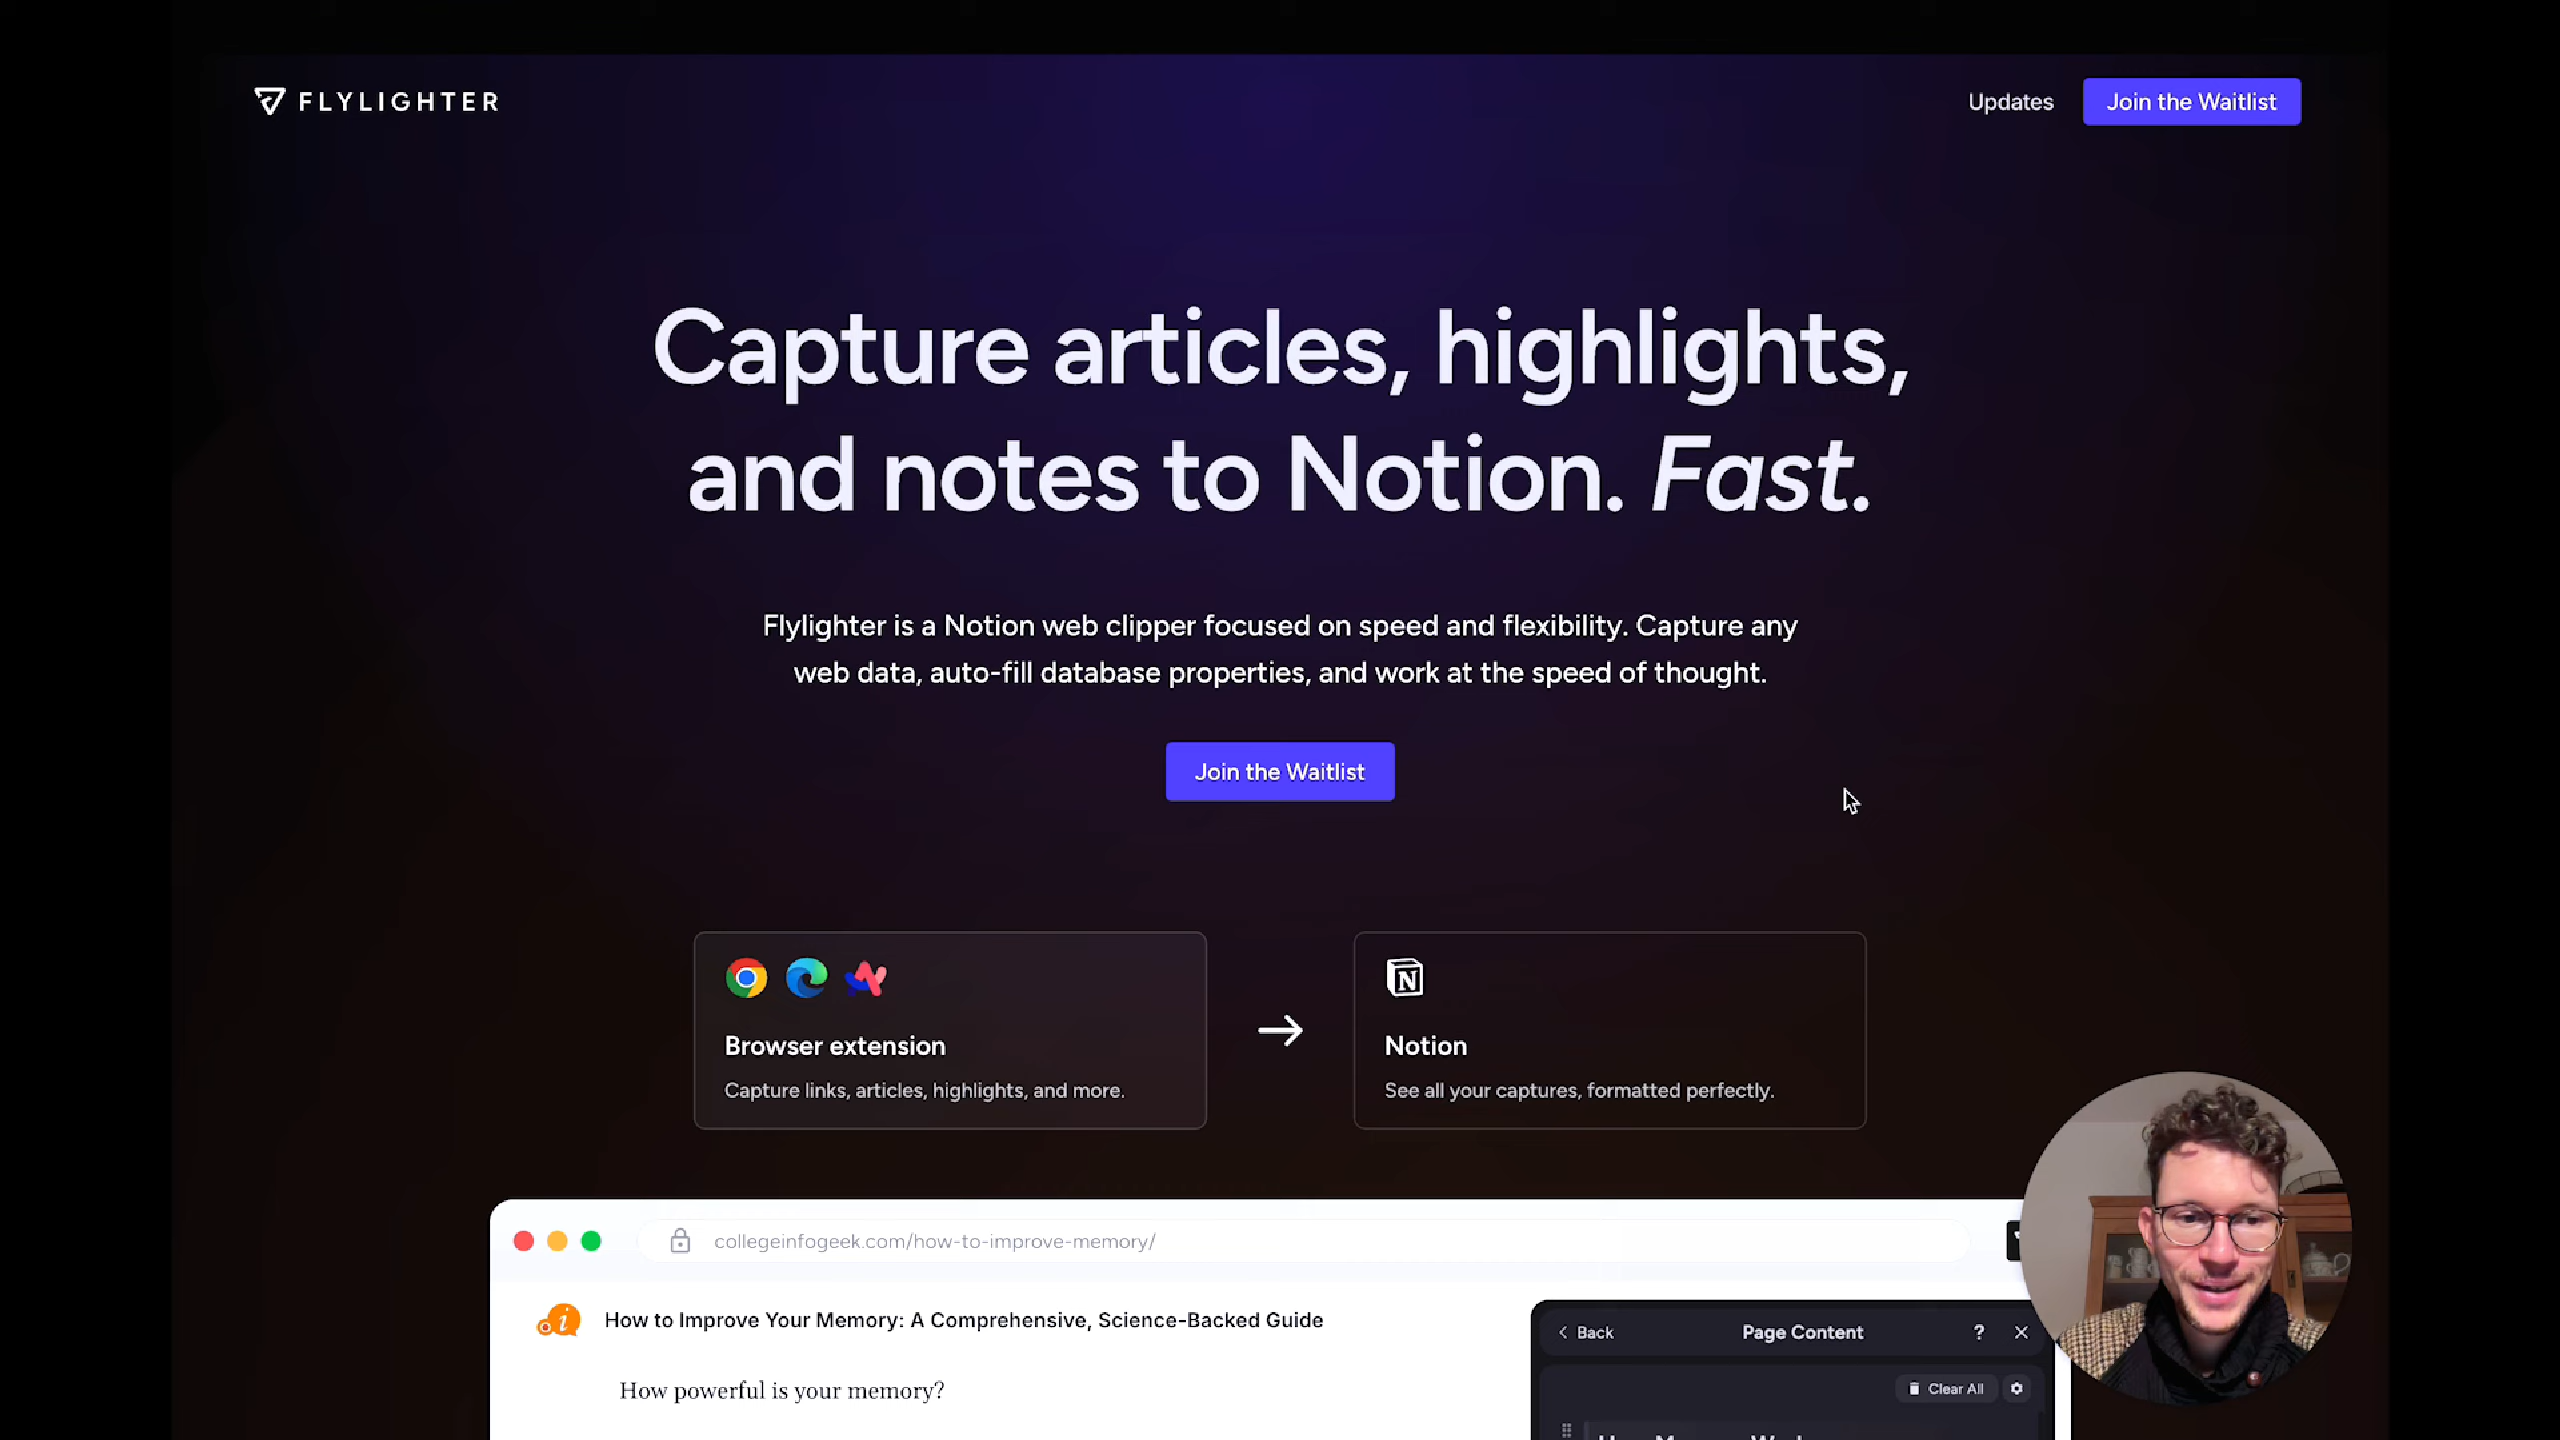 FLYLIGHTER
Updates
Join the Waitlist
Capture articles, highlights,
and notes to Notion. Fast.
Flylighter is a Notion web clipper focused on speed and flexibility. Capture any
web data, auto-fill database properties, and work at the speed of thought.
Join the Waitlist
Browser extension
Capture links, articles, highlights, and more.
N
Notion
See all your captures, formatted perfectly.
collegeinfogeek.com/how-to-improve-memory/
How to Improve Your Memory: A Comprehensive, Science-Backed Guide
How powerful is your memory?
Back
Page Content
?
Clear All